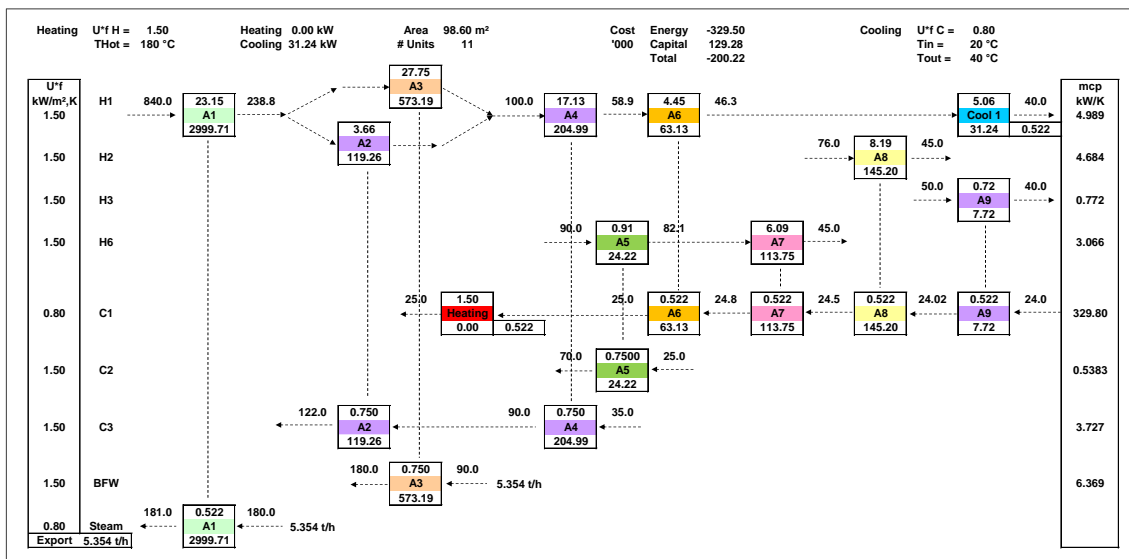 Heating U*f H = 1.50 Heating 0.00 kW Area 98.60 m² Cost Energy -329.50 Cooling U*f C = 0.80
THot = 180 °C Cooling 31.24 kW # Units 11 '000 Capital 129.28 Tin = 20 °C
Total -200.22 Tout = 40 °C
U*f 27.75 mcp
kW/m²,K A3 kW/K
1.50 H1 840.0 23.15 238.8 573.19 100.0 17.13 58.9 4.45 46.3 5.06 40.0 4.989
A1 A4 A6 Cool 1
2999.71 204.99 63.13 31.24 0.522
3.66
A2
119.26
1.50 H2 76.0 8.19 45.0 4.684
A8
145.20
1.50 H3 50.0 0.72 40.0 0.772
A9
7.72
1.50 H6 90.0 0.91 82.1 6.09 45.0 3.066
A5 A7
24.22 113.75
0.80 C1 25.0 1.50 25.0 0.522 24.8 0.522 24.5 0.522 24.02 0.522 24.0 329.80
Heating A6 A7 A8 A9
0.00 0.522 63.13 113.75 145.20 7.72
1.50 C2 70.0 0.7500 25.0 0.5383
A5
24.22
1.50 C3 122.0 0.750 90.0 0.750 35.0 3.727
A2 A4
119.26 204.99
1.50 BFW 180.0 0.750 90.0 6.369
A3 5.354 t/h
573.19
0.80 Steam 181.0 0.522 180.0
A1 5.354 t/h
2999.71
Export 5.354 t/h